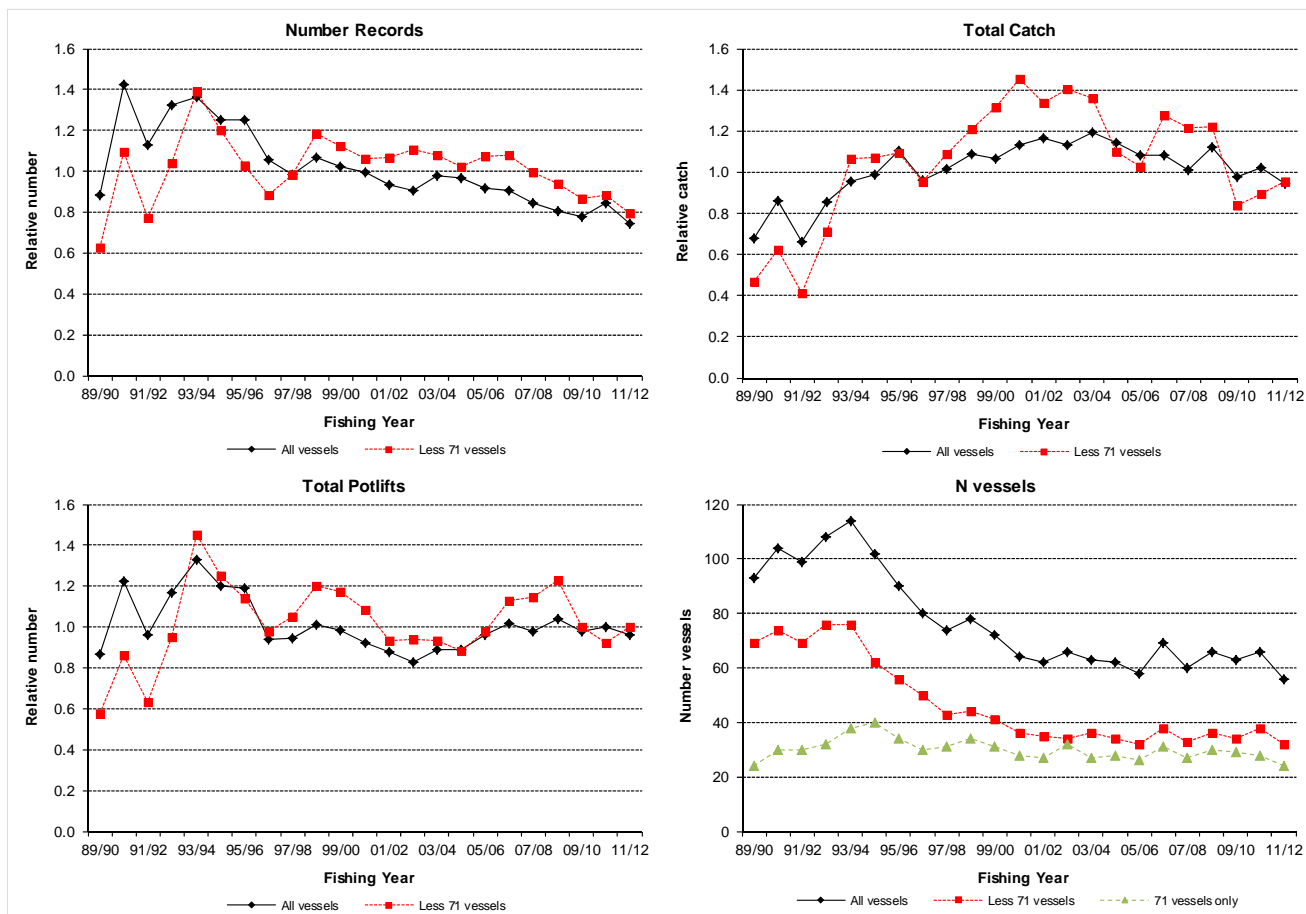 Number Records
1.6
1.4
1.2
1.0
0.8
0.6
0.4
0.2
0.0
Relative number
89/90 91/92 93/94 95/96 97/98 99/00 01/02 03/04 05/06 07/08 09/10 11/12
Fishing Year
All vessels Less 71 vessels
Total Catch
1.6
1.4
1.2
1.0
0.8
0.6
0.4
0.2
0.0
Relative catch
89/90 91/92 93/94 95/96 97/98 99/00 01/02 03/04 05/06 07/08 09/10 11/12
Fishing Year
All vessels Less 71 vessels
Total Potlifts
1.6
1.4
1.2
1.0
0.8
0.6
0.4
0.2
0.0
Relative number
89/90 91/92 93/94 95/96 97/98 99/00 01/02 03/04 05/06 07/08 09/10 11/12
Fishing Year
All vessels Less 71 vessels
N vessels
120
100
80
60
40
20
0
Number vessels
89/90 91/92 93/94 95/96 97/98 99/00 01/02 03/04 05/06 07/08 09/10 11/12
Fishing Year
All vessels Less 71 vessels 71 vessels only